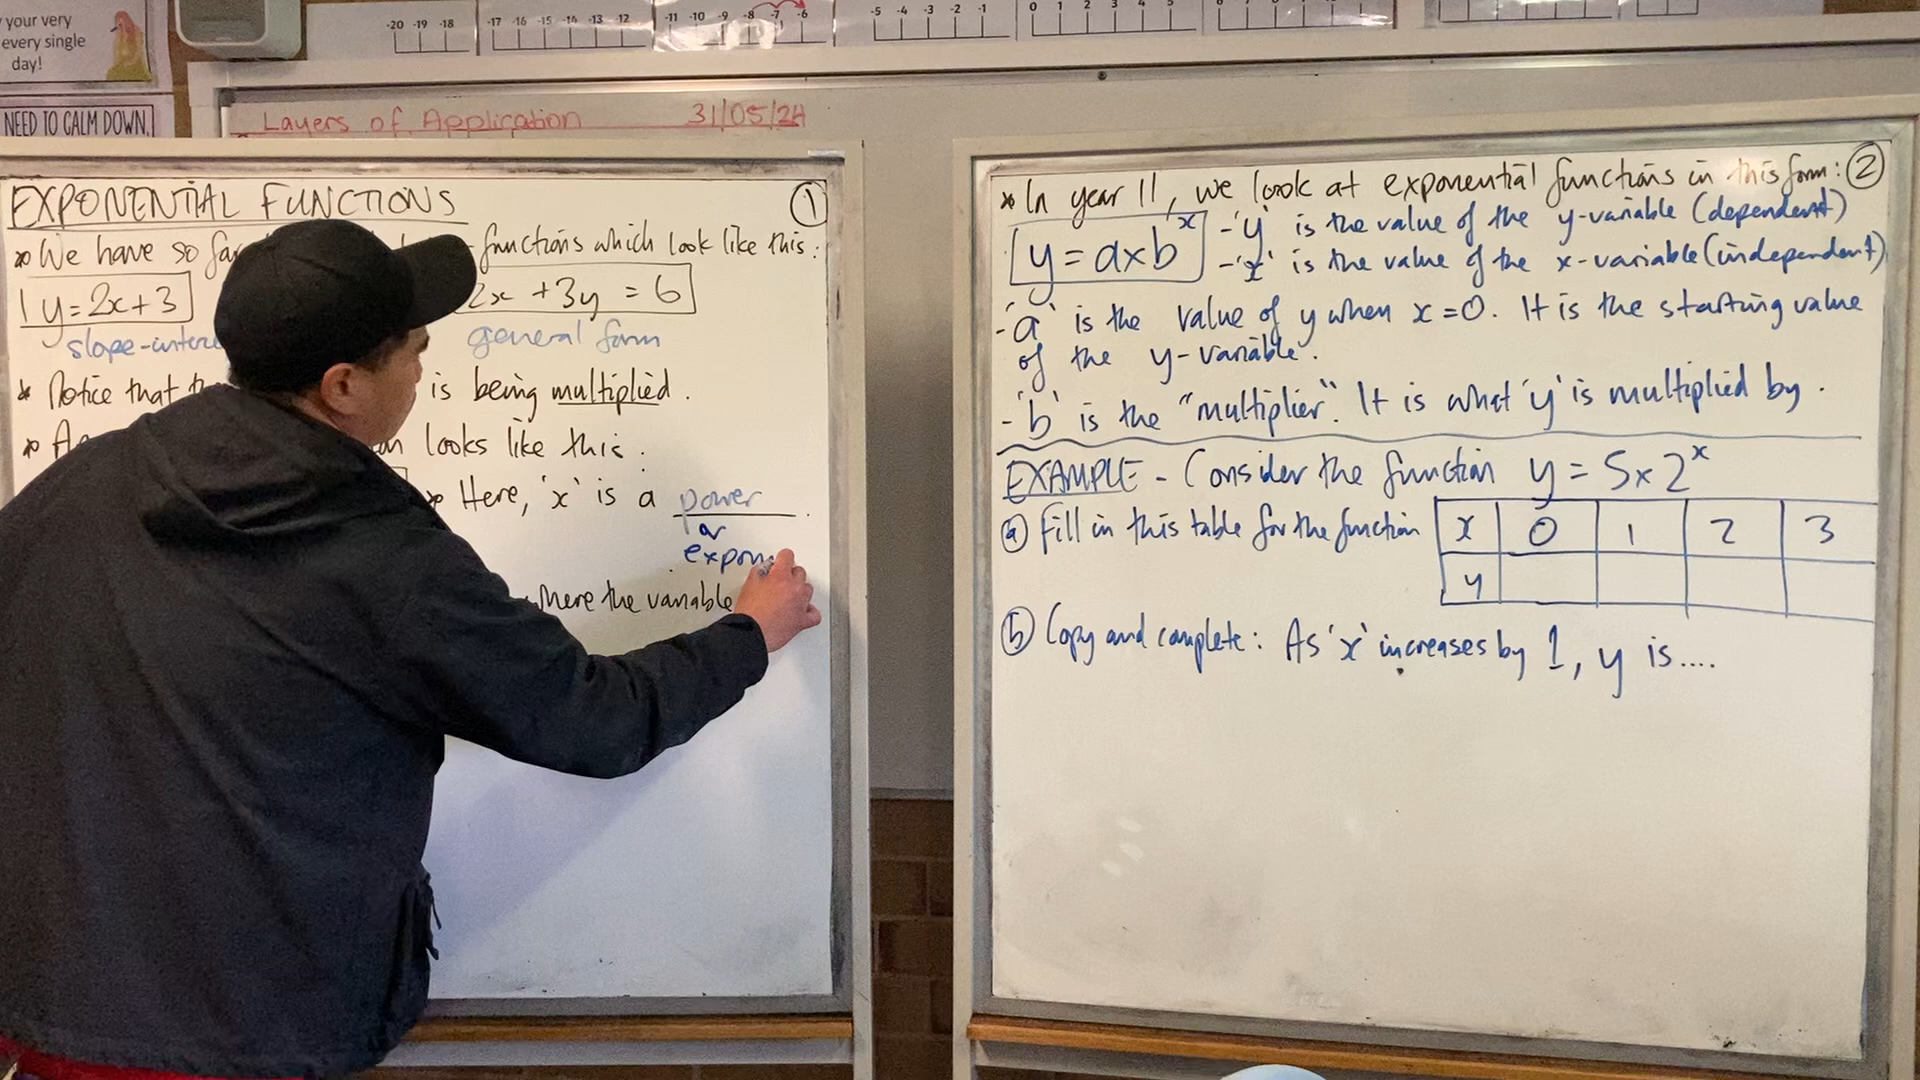 your very
every single
day!
NEED TO CALM DOWN.
-20 -19 -18 -17 -16 -15 -14 -13 -12 -11 -10 -9 -8 -7 -6 -5 -4 -3 -2 -1 0 1 2 3 4 5
Layers of Application 31/05/24
EXPONENTIAL FUNCTIONS ①
* We have so far functions which look like this:
y=2x+3 2x +3y = 6
slope-interc general form
* Notice that th is being multiplied.
* An looks like this:
* Here, 'x' is a power
or
expone
where the variable
* In year 11, we look at exponential functions in this form: ②
y = a×bˣ - 'y' is the value of the y-variable (dependent)
- 'x' is the value of the x-variable (independent)
- 'a' is the value of y when x=0. It is the starting value
of the y-variable.
- 'b' is the "multiplier". It is what 'y' is multiplied by.
EXAMPLE - Consider the function y = 5×2ˣ
ⓐ Fill in this table for the function x 0 1 2 3
y
ⓑ Copy and complete: As 'x' increases by 1, y is....